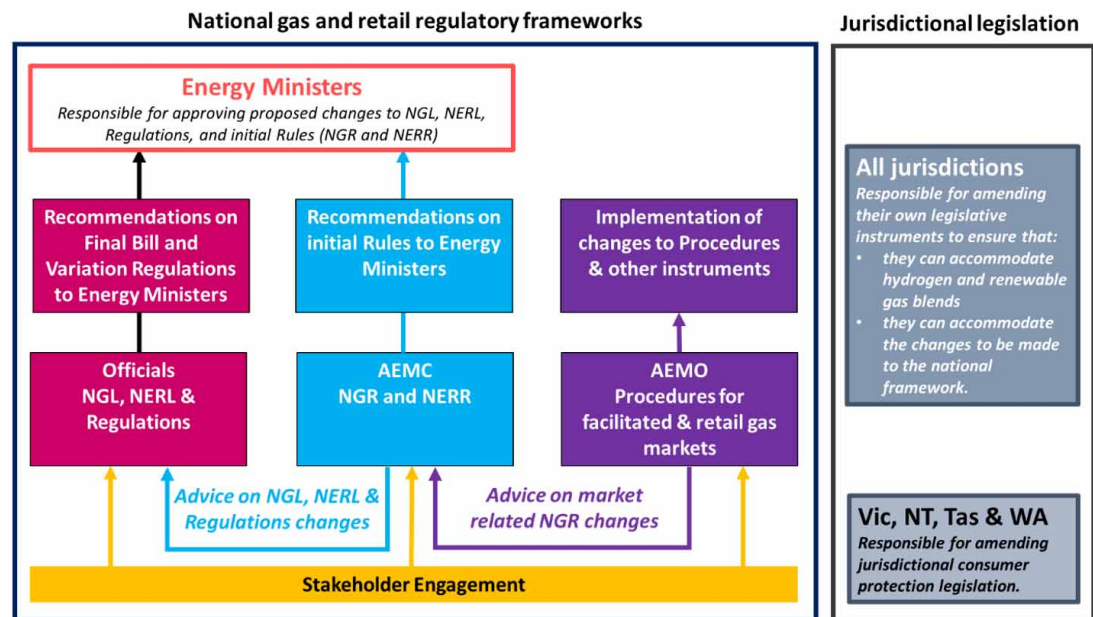 National gas and retail regulatory frameworks
Jurisdictional legislation
Energy Ministers
Responsible for approving proposed changes to NGL, NERL,
Regulations, and initial Rules (NGR and NERR)
Recommendations on
Final Bill and
Variation Regulations
to Energy Ministers
Recommendations on
initial Rules to Energy
Ministers
Implementation of
changes to Procedures
& other instruments
Officials
NGL, NERL &
Regulations
AEMC
NGR and NERR
AEMO
Procedures for
facilitated & retail gas
markets
Advice on NGL, NERL &
Regulations changes
Advice on market
related NGR changes
Stakeholder Engagement
All jurisdictions
Responsible for amending
their own legislative
instruments to ensure that:
• they can accommodate
hydrogen and renewable
gas blends
• they can accommodate
the changes to be made
to the national
framework.
Vic, NT, Tas & WA
Responsible for amending
jurisdictional consumer
protection legislation.